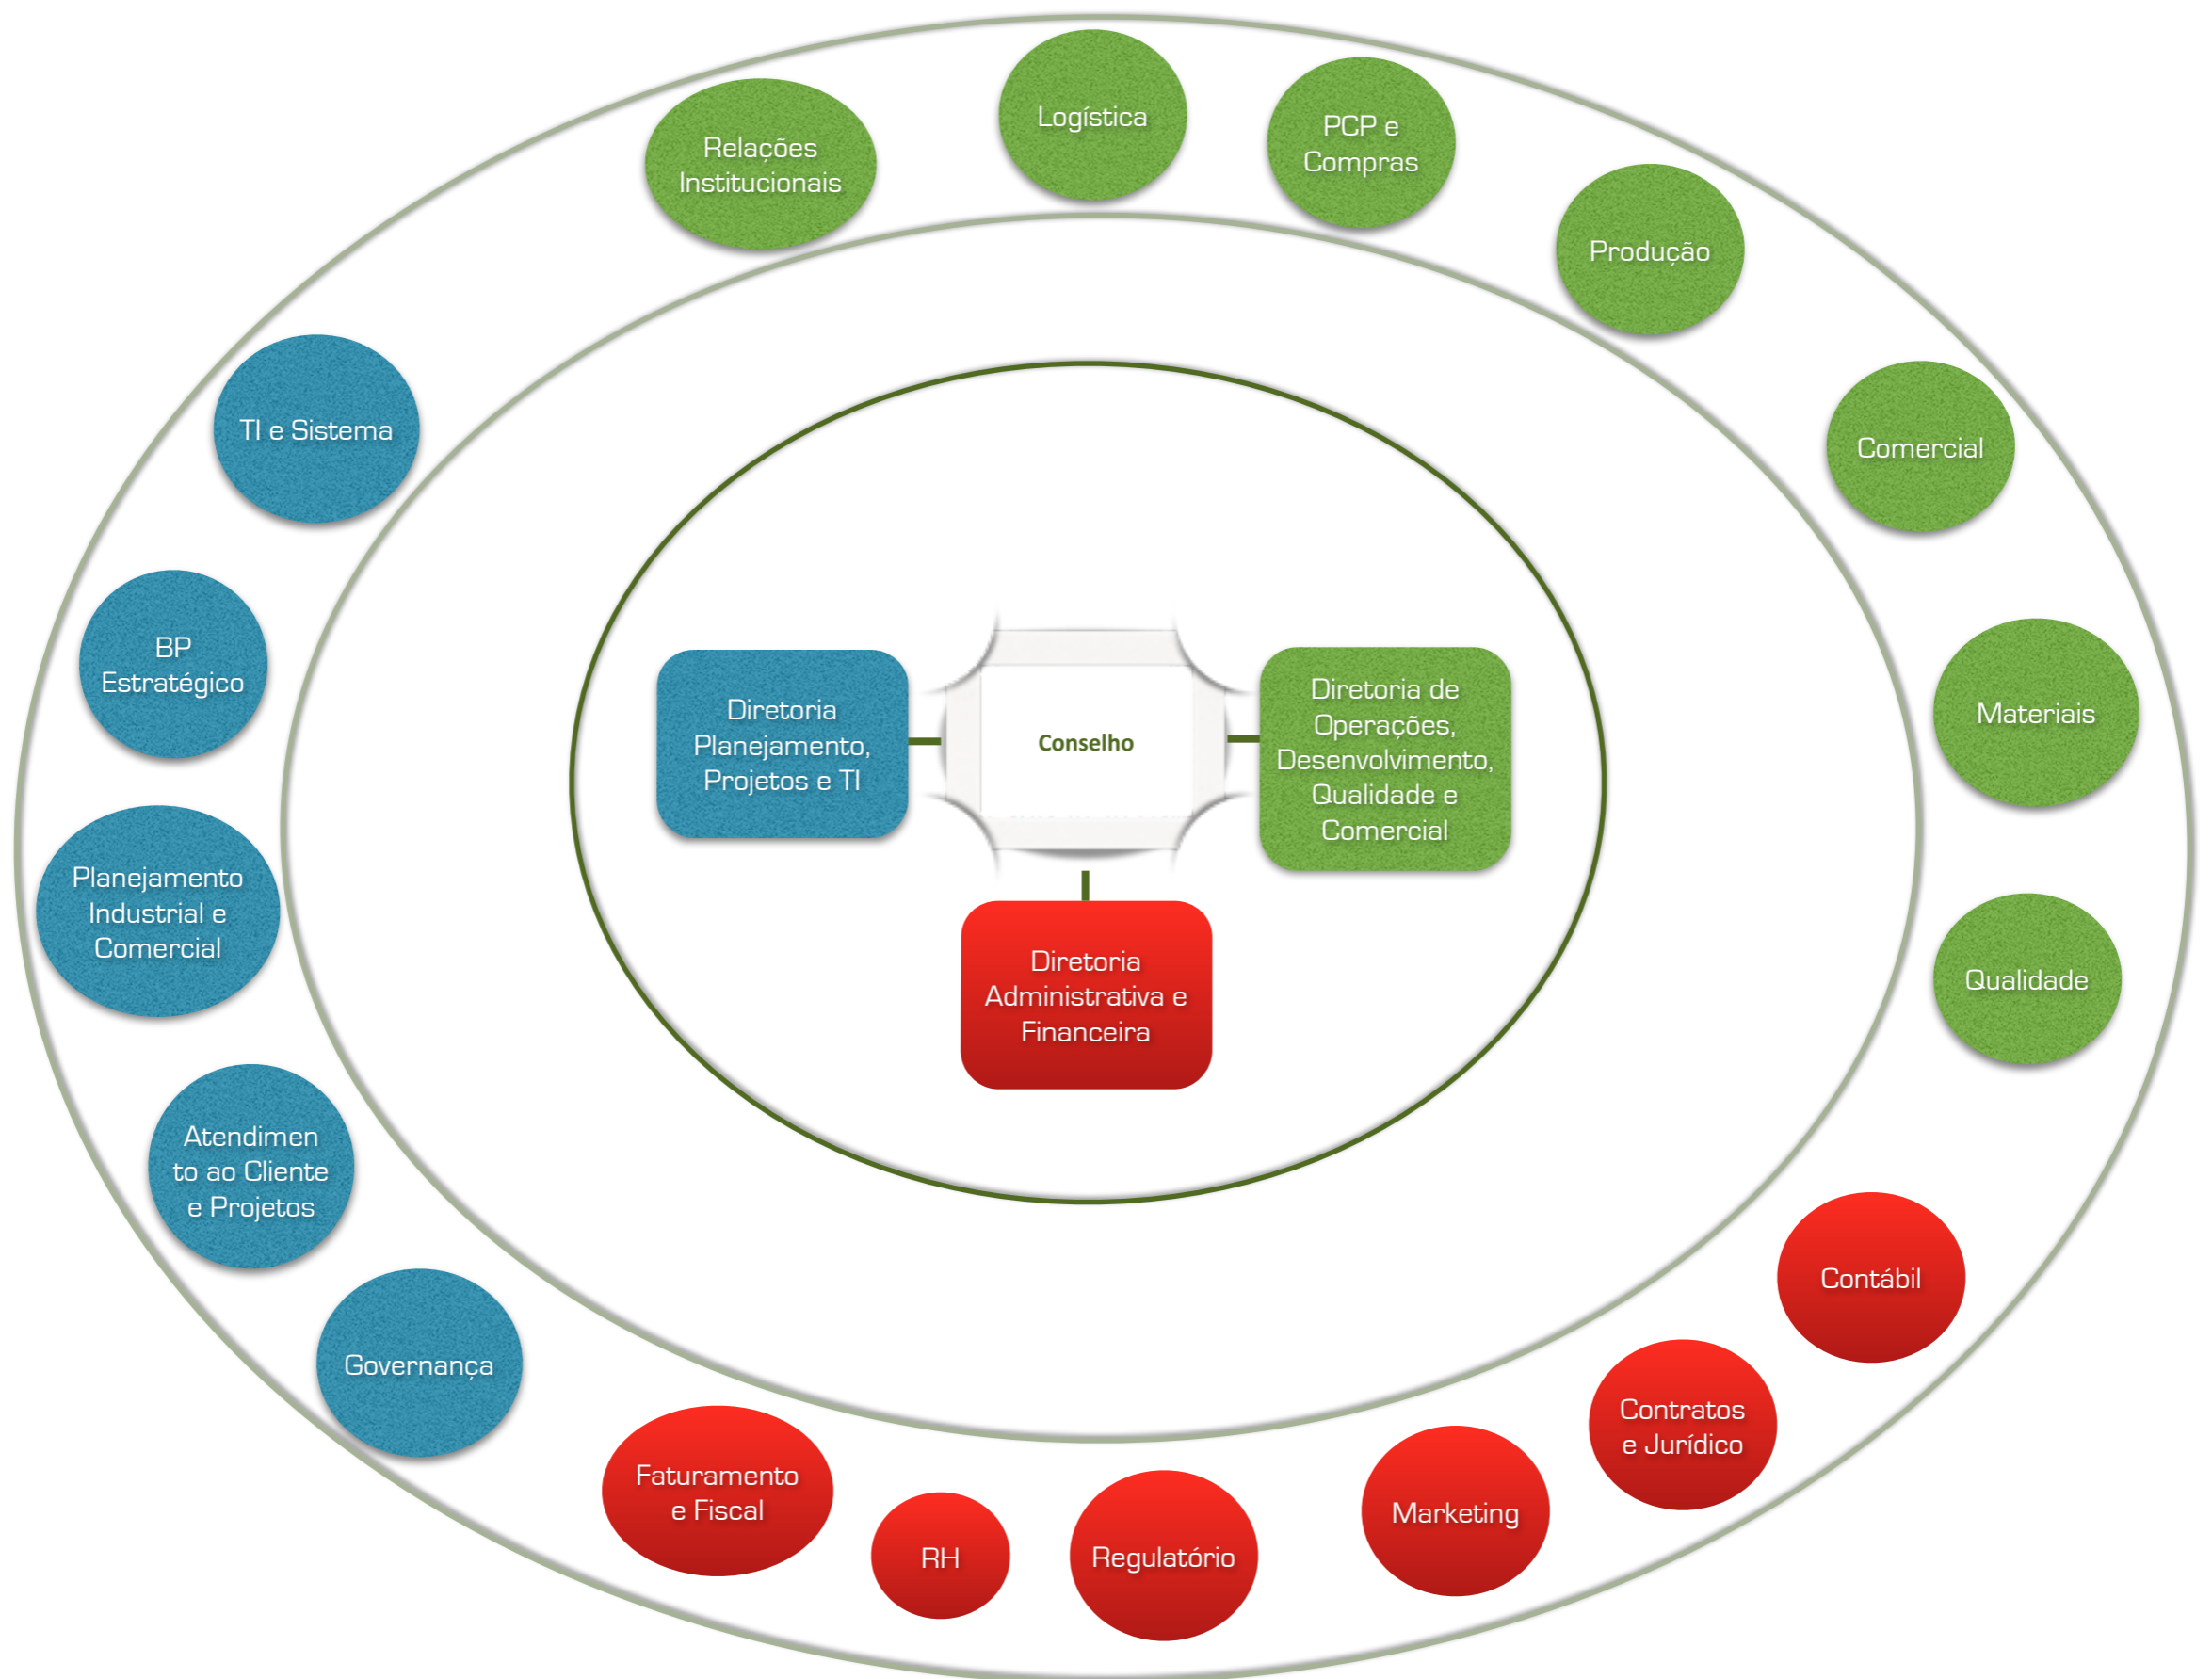 Logística
PCP e
Compras
Relações
Institucionais
Produção
TI e Sistema
Comercial
BP
Estratégico
Diretoria
Planejamento,
Projetos e TI
Conselho
Diretoria de
Operações,
Desenvolvimento,
Qualidade e
Comercial
Materiais
Planejamento
Industrial e
Comercial
Diretoria
Administrativa e
Financeira
Qualidade
Atendimen
to ao Cliente
e Projetos
Contábil
Governança
Contratos
e Jurídico
Faturamento
e Fiscal
Marketing
RH
Regulatório